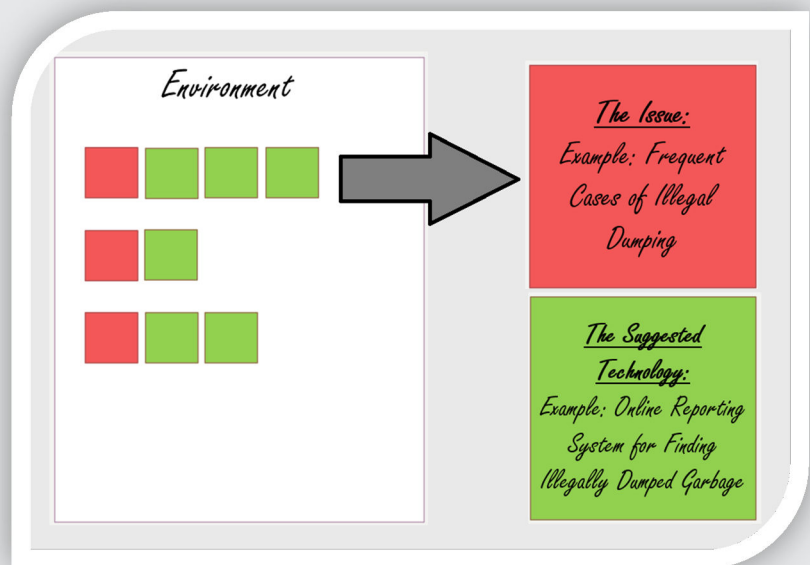 Environment
The Issue:
Example: Frequent
Cases of Illegal
Dumping
The Suggested
Technology:
Example: Online Reporting
System for Finding
Illegally Dumped Garbage